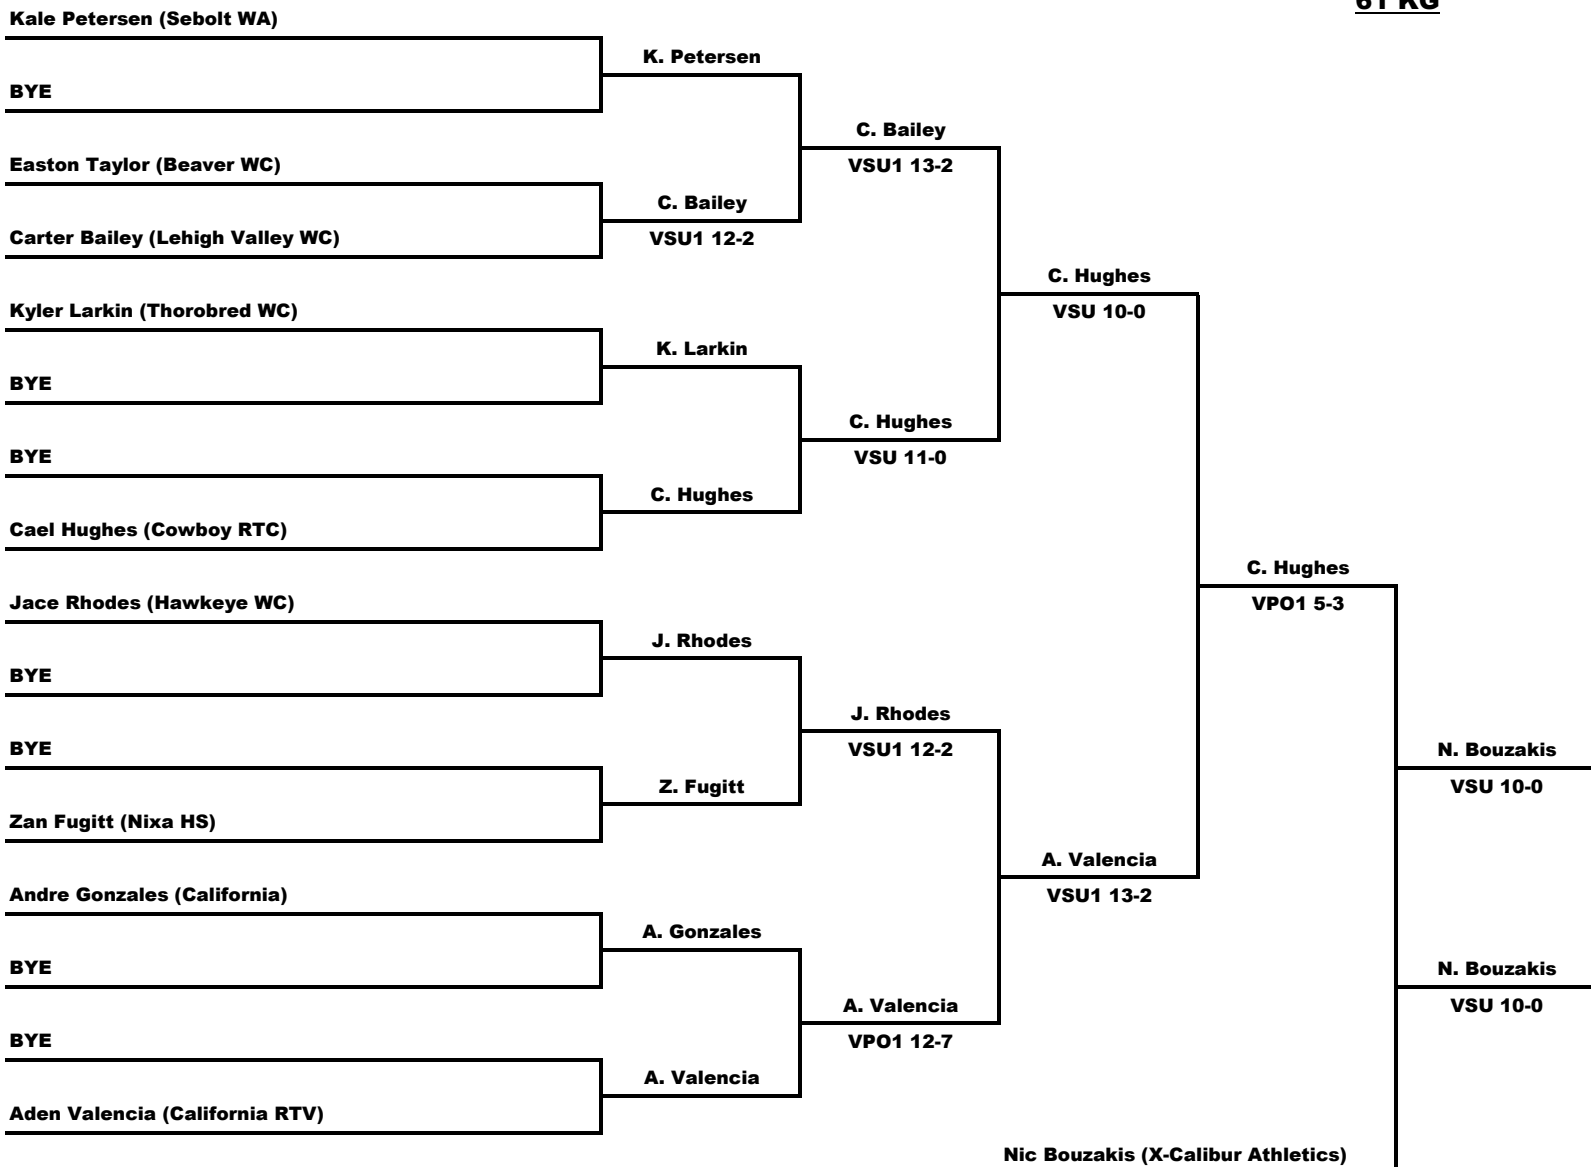 61 KG
Kale Petersen (Sebolt WA)
K. Petersen
BYE
C. Bailey
Easton Taylor (Beaver WC)
VSU1 13-2
C. Bailey
Carter Bailey (Lehigh Valley WC)
VSU1 12-2
C. Hughes
Kyler Larkin (Thorobred WC)
VSU 10-0
K. Larkin
BYE
C. Hughes
BYE
VSU 11-0
C. Hughes
Cael Hughes (Cowboy RTC)
C. Hughes
Jace Rhodes (Hawkeye WC)
VPO1 5-3
J. Rhodes
BYE
J. Rhodes
BYE
VSU1 12-2
N. Bouzakis
Z. Fugitt
VSU 10-0
Zan Fugitt (Nixa HS)
A. Valencia
Andre Gonzales (California)
VSU1 13-2
A. Gonzales
BYE
N. Bouzakis
A. Valencia
VSU 10-0
BYE
VPO1 12-7
A. Valencia
Aden Valencia (California RTV)
Nic Bouzakis (X-Calibur Athletics)